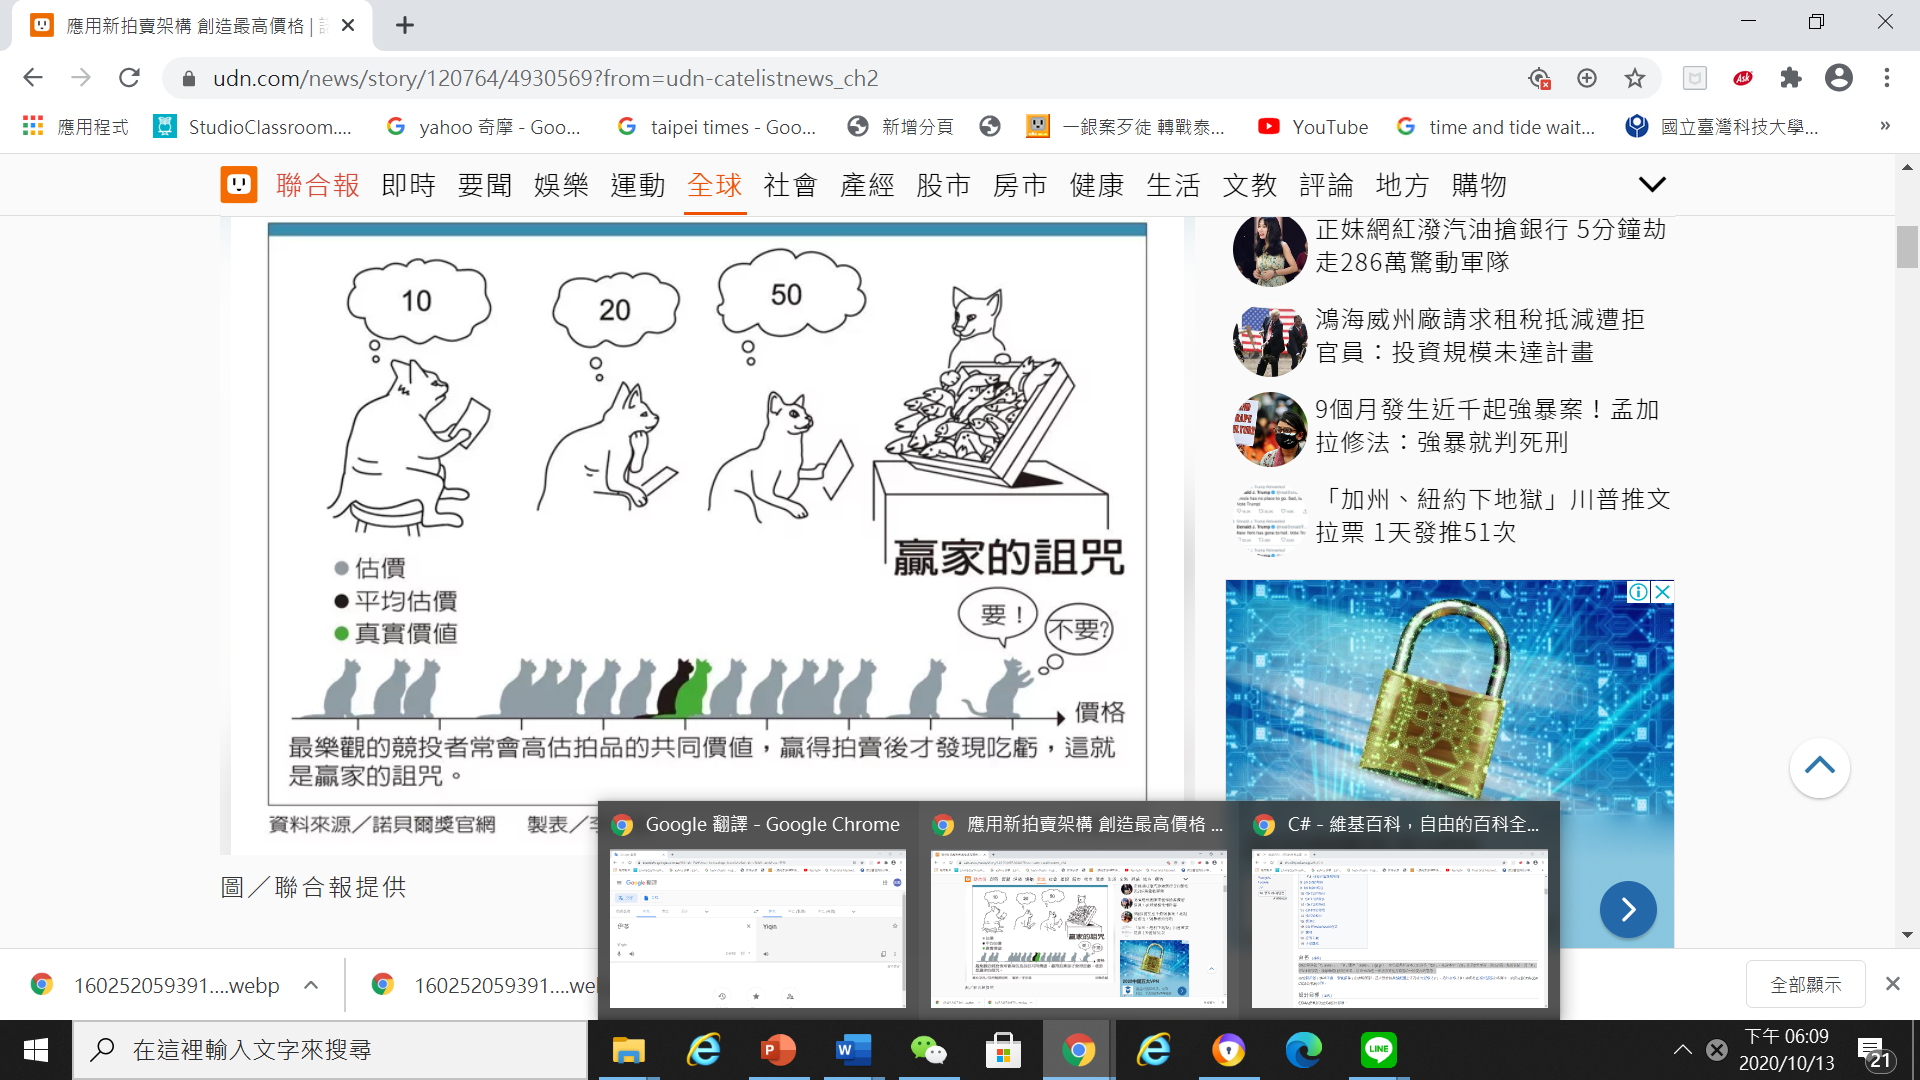 應用新拍賣架構 創造最高價格 |
udn.com/news/story/120764/4930569?from=udn-catelistnews_ch2
Ask
應用程式 StudioClassroom.... yahoo 奇摩 - Goo... taipei times - Goo... 新增分頁 一銀案歹徒 轉戰泰... YouTube time and tide wait... 國立臺灣科技大學... »
聯合報 即時 要聞 娛樂 運動 全球 社會 產經 股市 房市 健康 生活 文教 評論 地方 購物
10
20
50
贏家的詛咒
估價
平均估價
真實價值
要！
不要?
價格
最樂觀的競投者常會高估拍品的共同價值，贏得拍賣後才發現吃虧，這就
是贏家的詛咒。
資料來源／諾貝爾獎官網 製表／
圖／聯合報提供
正妹網紅潑汽油搶銀行 5分鐘劫
走286萬驚動軍隊
鴻海威州廠請求租稅抵減遭拒
官員：投資規模未達計畫
9個月發生近千起強暴案！孟加
拉修法：強暴就判死刑
「加州、紐約下地獄」川普推文
拉票 1天發推51次
Google 翻譯 - Google Chrome
應用新拍賣架構 創造最高價格 ...
C# - 維基百科，自由的百科全...
160252059391....webp
160252059391....we
全部顯示
在這裡輸入文字來搜尋
下午 06:09
2020/10/13
21